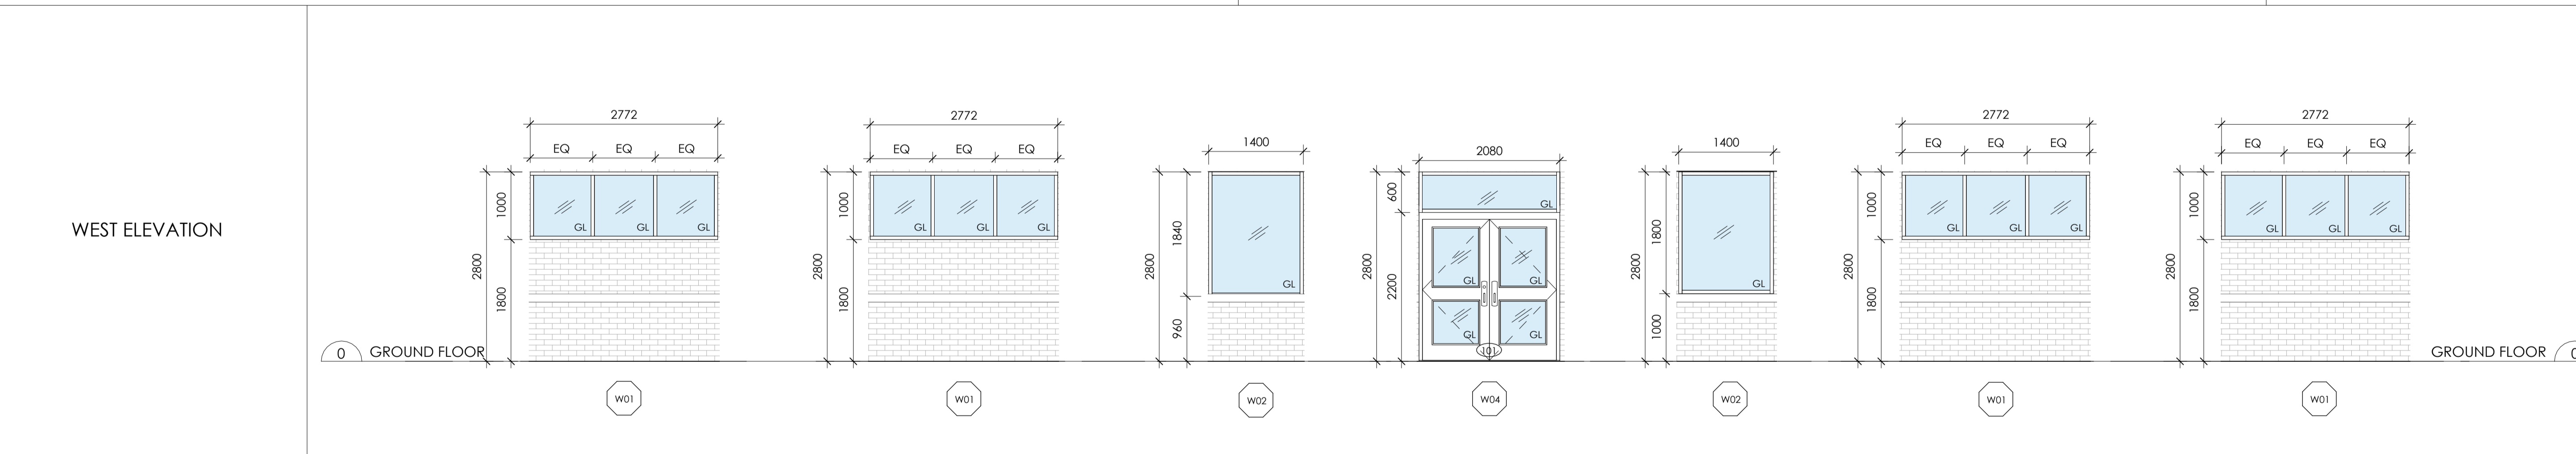 WEST ELEVATION
2772
EQ EQ EQ
2800
1000
1800
GL GL GL
0 GROUND FLOOR
W01
2772
EQ EQ EQ
2800
1000
1800
GL GL GL
W01
1400
2800
1840
960
GL
W02
2080
2800
600
2200
GL
GL GL
GL GL
101
W04
1400
2800
1800
1000
GL
W02
2772
EQ EQ EQ
2800
1000
1800
GL GL GL
W01
2772
EQ EQ EQ
2800
1000
1800
GL GL GL
W01
GROUND FLOOR 0